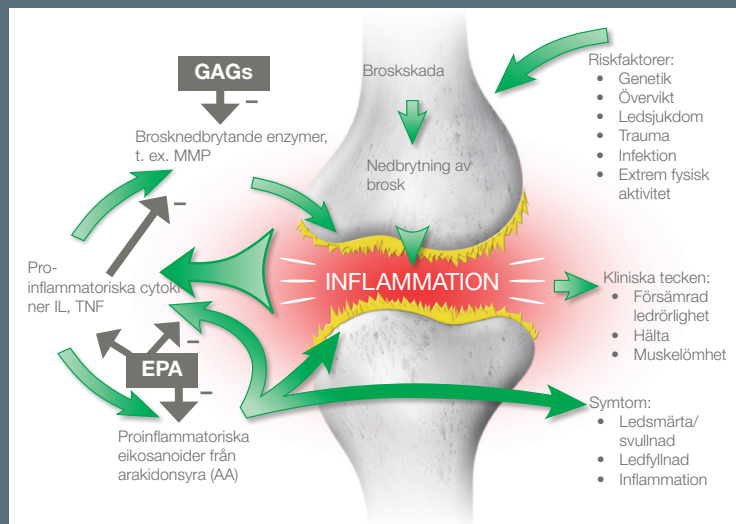 GAGs
–
Brosknedbrytande enzymer,
t. ex. MMP
–
Pro-
inflammatoriska cytoki
ner IL, TNF
–
EPA
–
Proinflammatoriska
eikosanoider från
arakidonsyra (AA)
Broskskada
Nedbrytning av
brosk
INFLAMMATION
Riskfaktorer:
• Genetik
• Övervikt
• Ledsjukdom
• Trauma
• Infektion
• Extrem fysisk
aktivitet
Kliniska tecken:
• Försämrad
ledrörlighet
• Hälta
• Muskelömhet
Symtom:
• Ledsmärta/
svullnad
• Ledfyllnad
• Inflammation